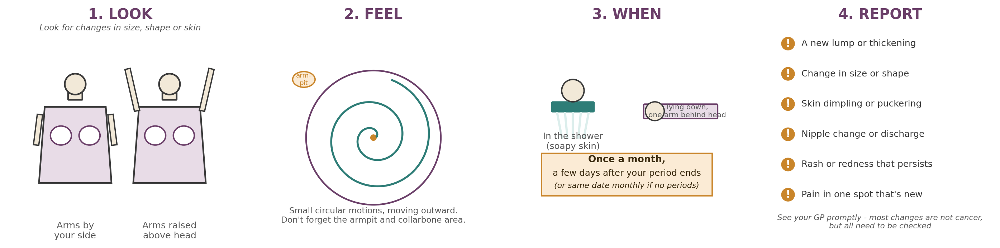 1. LOOK
Look for changes in size, shape or skin
Arms by
your side
Arms raised
above head
2. FEEL
arm-
pit
Small circular motions, moving outward.
Don't forget the armpit and collarbone area.
3. WHEN
lying down,
one arm behind head
In the shower
(soapy skin)
Once a month,
a few days after your period ends
(or same date monthly if no periods)
4. REPORT
! A new lump or thickening
! Change in size or shape
! Skin dimpling or puckering
! Nipple change or discharge
! Rash or redness that persists
! Pain in one spot that's new
See your GP promptly - most changes are not cancer,
but all need to be checked